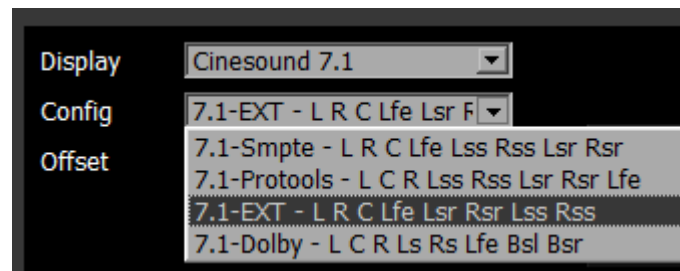 Display Cinesound 7.1
Config 7.1-EXT - L R C Lfe Lsr
Offset
7.1-Smpte - L R C Lfe Lss Rss Lsr Rsr
7.1-Protools - L C R Lss Rss Lsr Rsr Lfe
7.1-EXT - L R C Lfe Lsr Rsr Lss Rss
7.1-Dolby - L C R Ls Rs Lfe Bsl Bsr